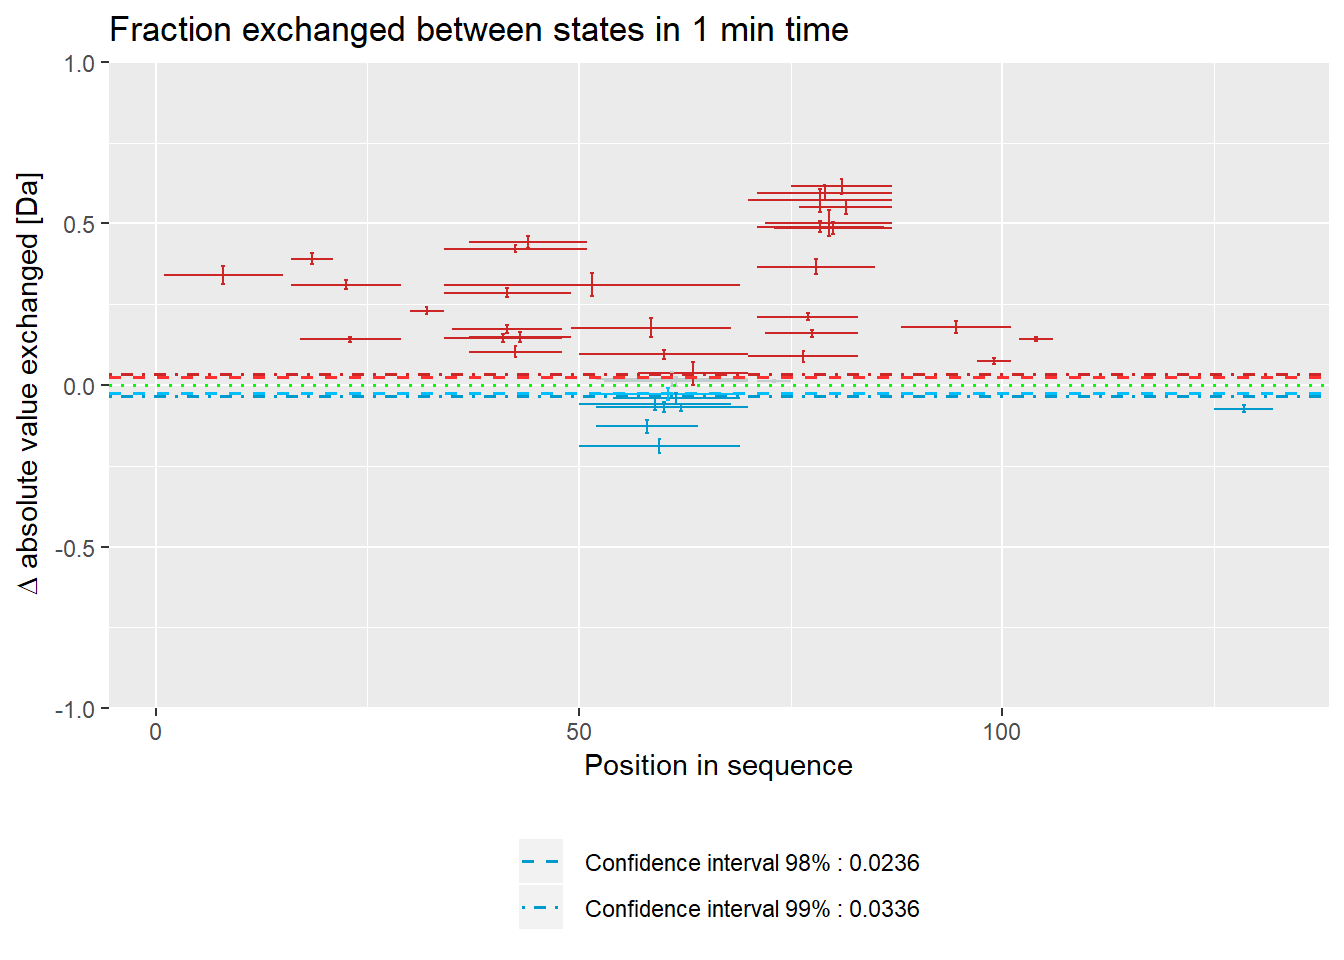 Fraction exchanged between states in 1 min time
Δ absolute value exchanged [Da]
1.0
0.5
0.0
-0.5
-1.0
0 50 100
Position in sequence
Confidence interval 98% : 0.0236
Confidence interval 99% : 0.0336